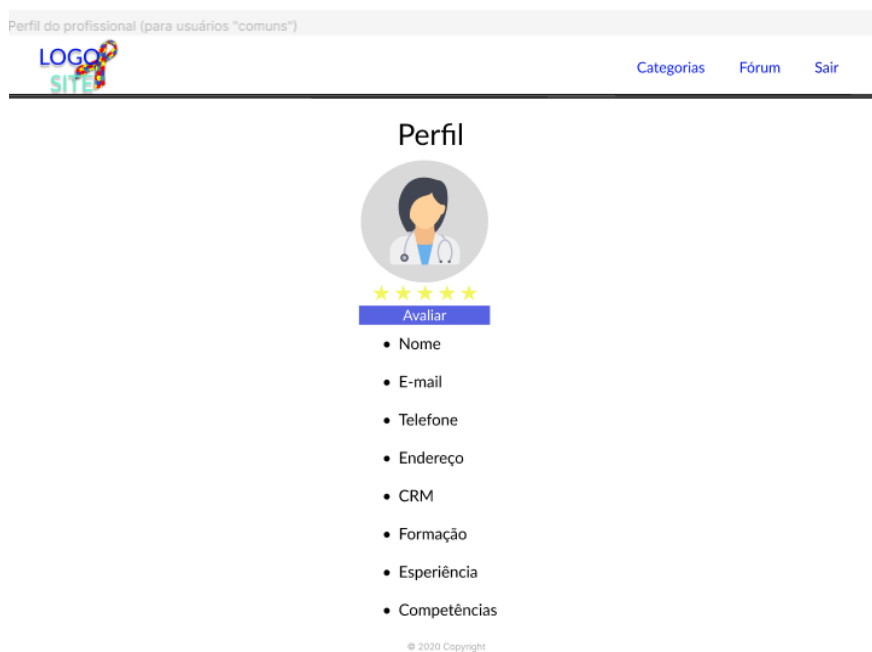 Perfil do profissional (para usuários "comuns")
LOGO
SITE
Categorias Fórum Sair
Perfil
Avaliar
• Nome
• E-mail
• Telefone
• Endereço
• CRM
• Formação
• Esperiência
• Competências
© 2020 Copyright